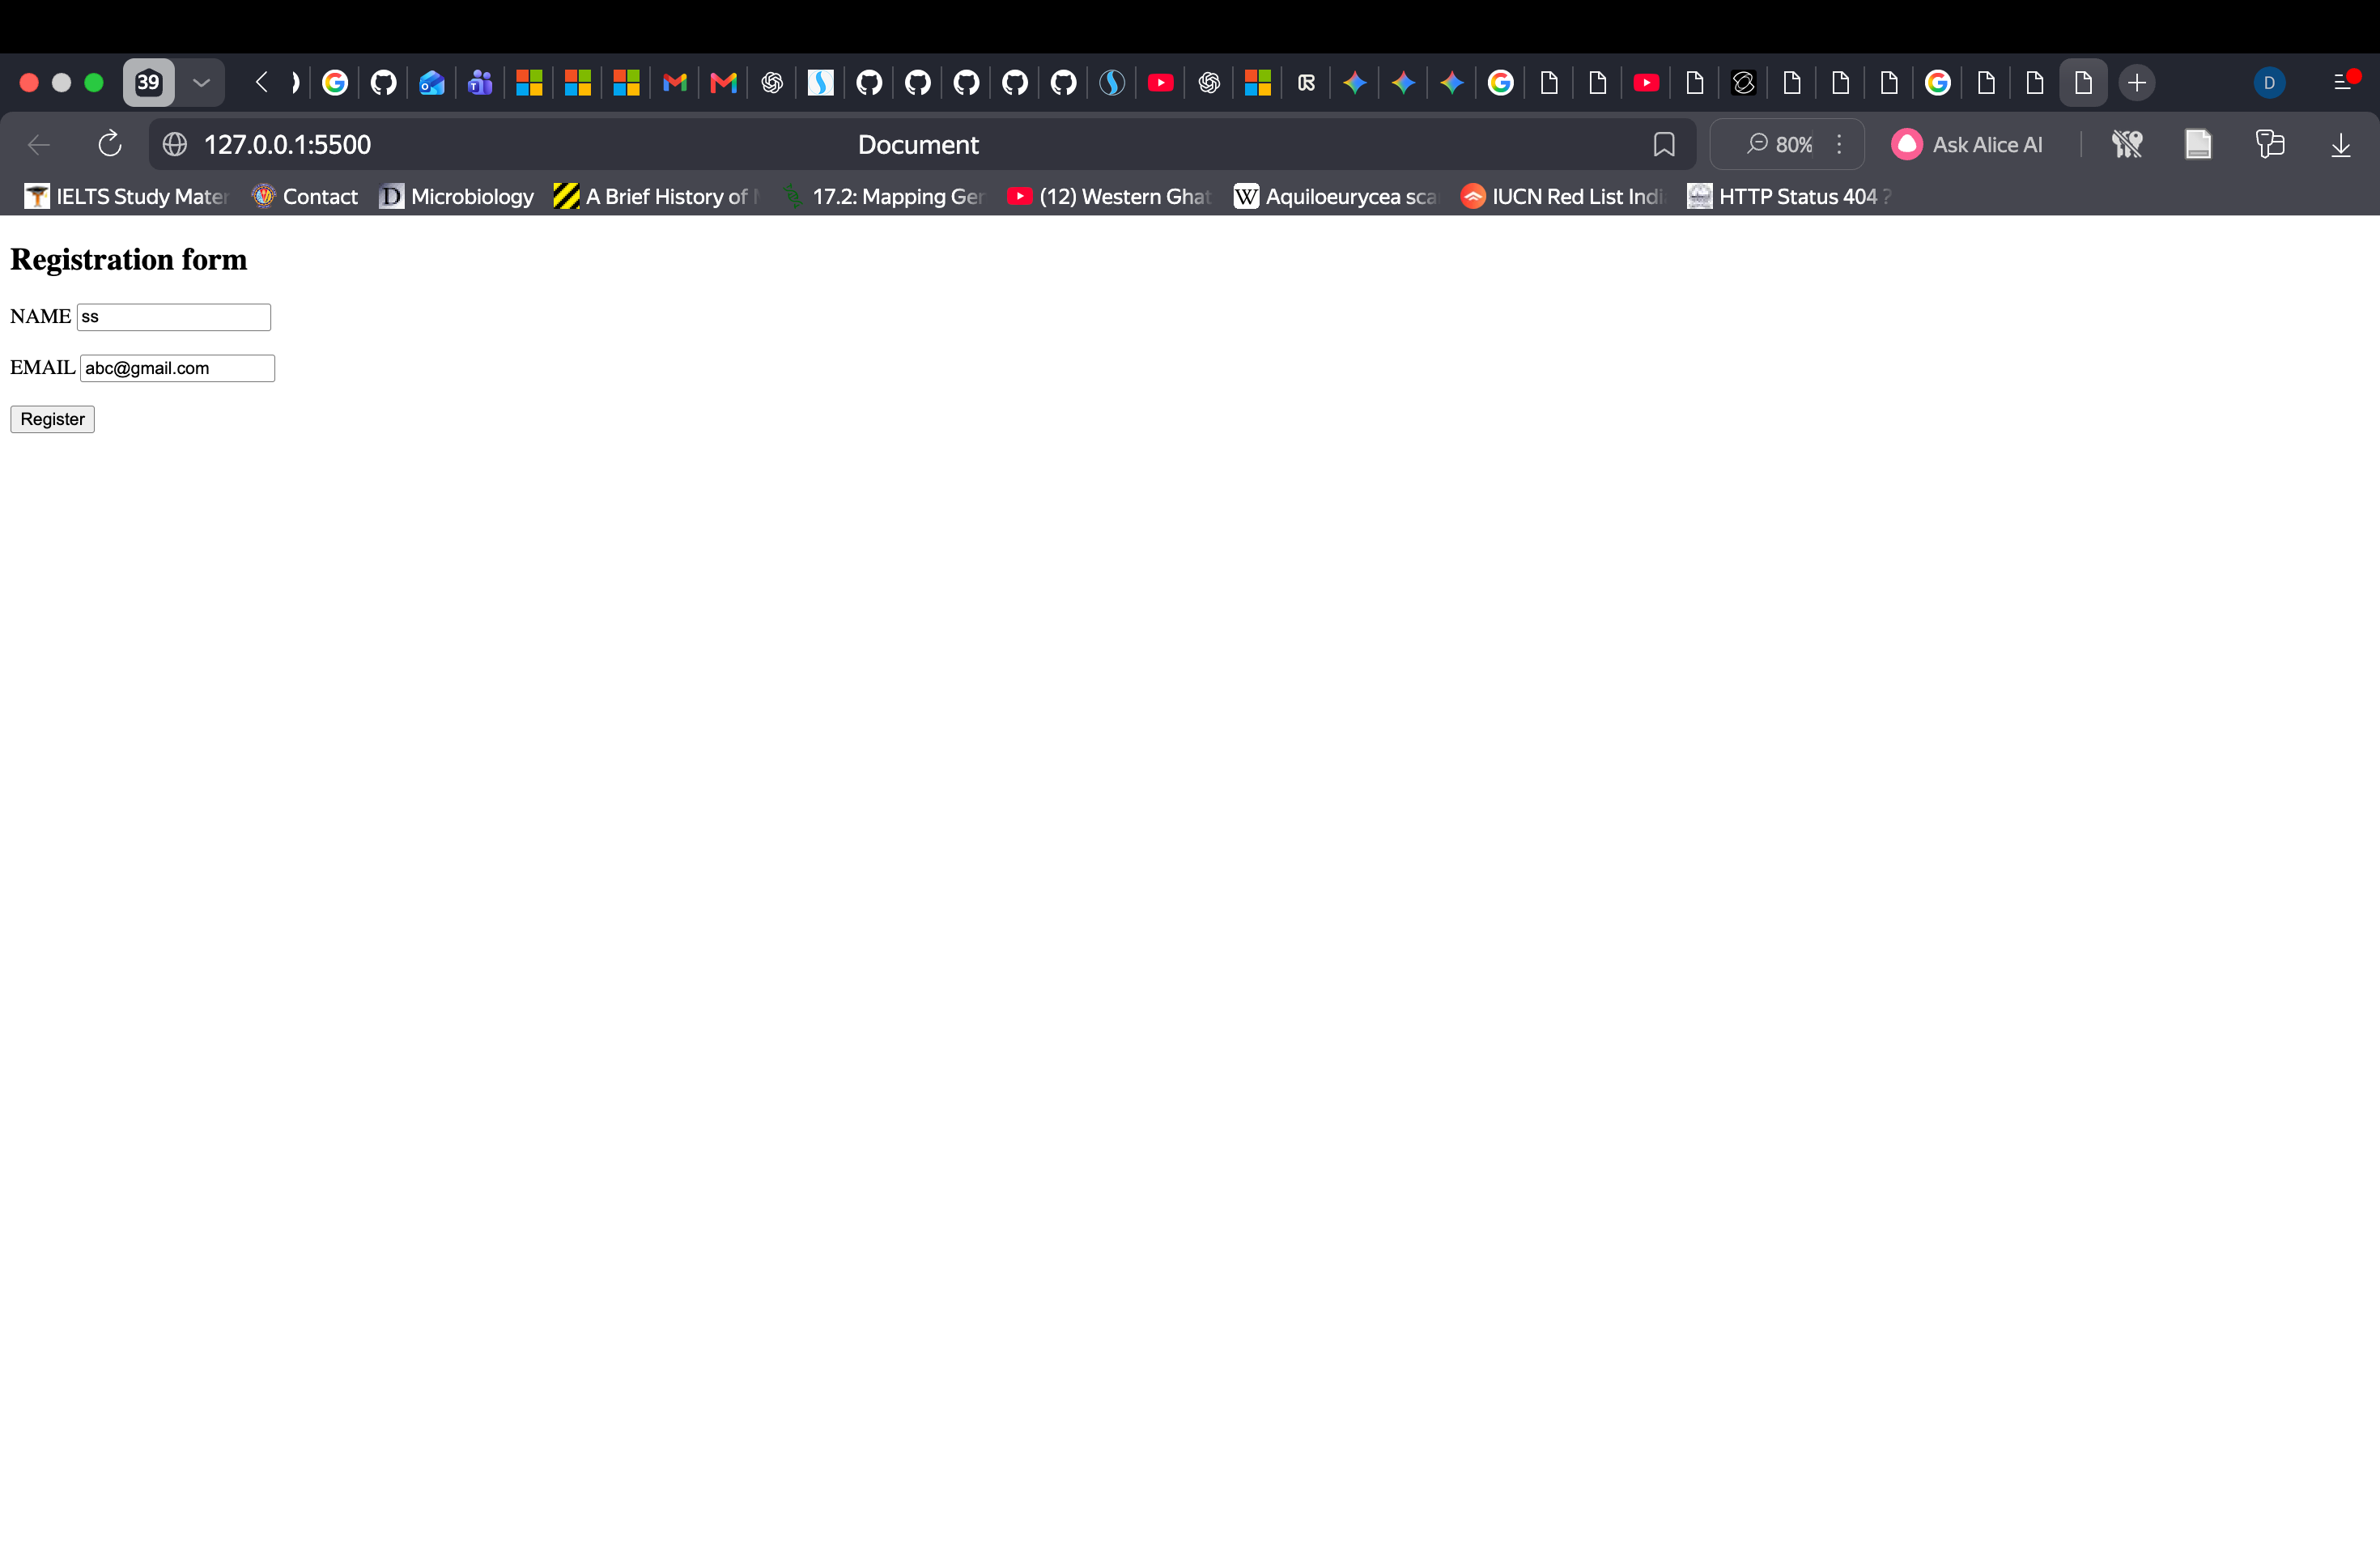 39
D
127.0.0.1:5500
Document
80%
Ask Alice AI
IELTS Study Mater
Contact
D Microbiology
A Brief History of
17.2: Mapping Ger
(12) Western Ghat
W Aquiloeurycea sca
IUCN Red List Indi
HTTP Status 404 ?
Registration form
NAME ss
EMAIL abc@gmail.com
Register